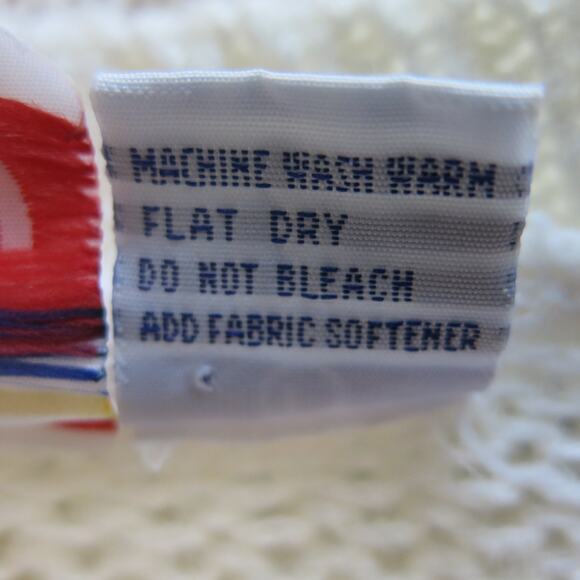 MACHINE WASH WARM
FLAT DRY
DO NOT BLEACH
ADD FABRIC SOFTENER